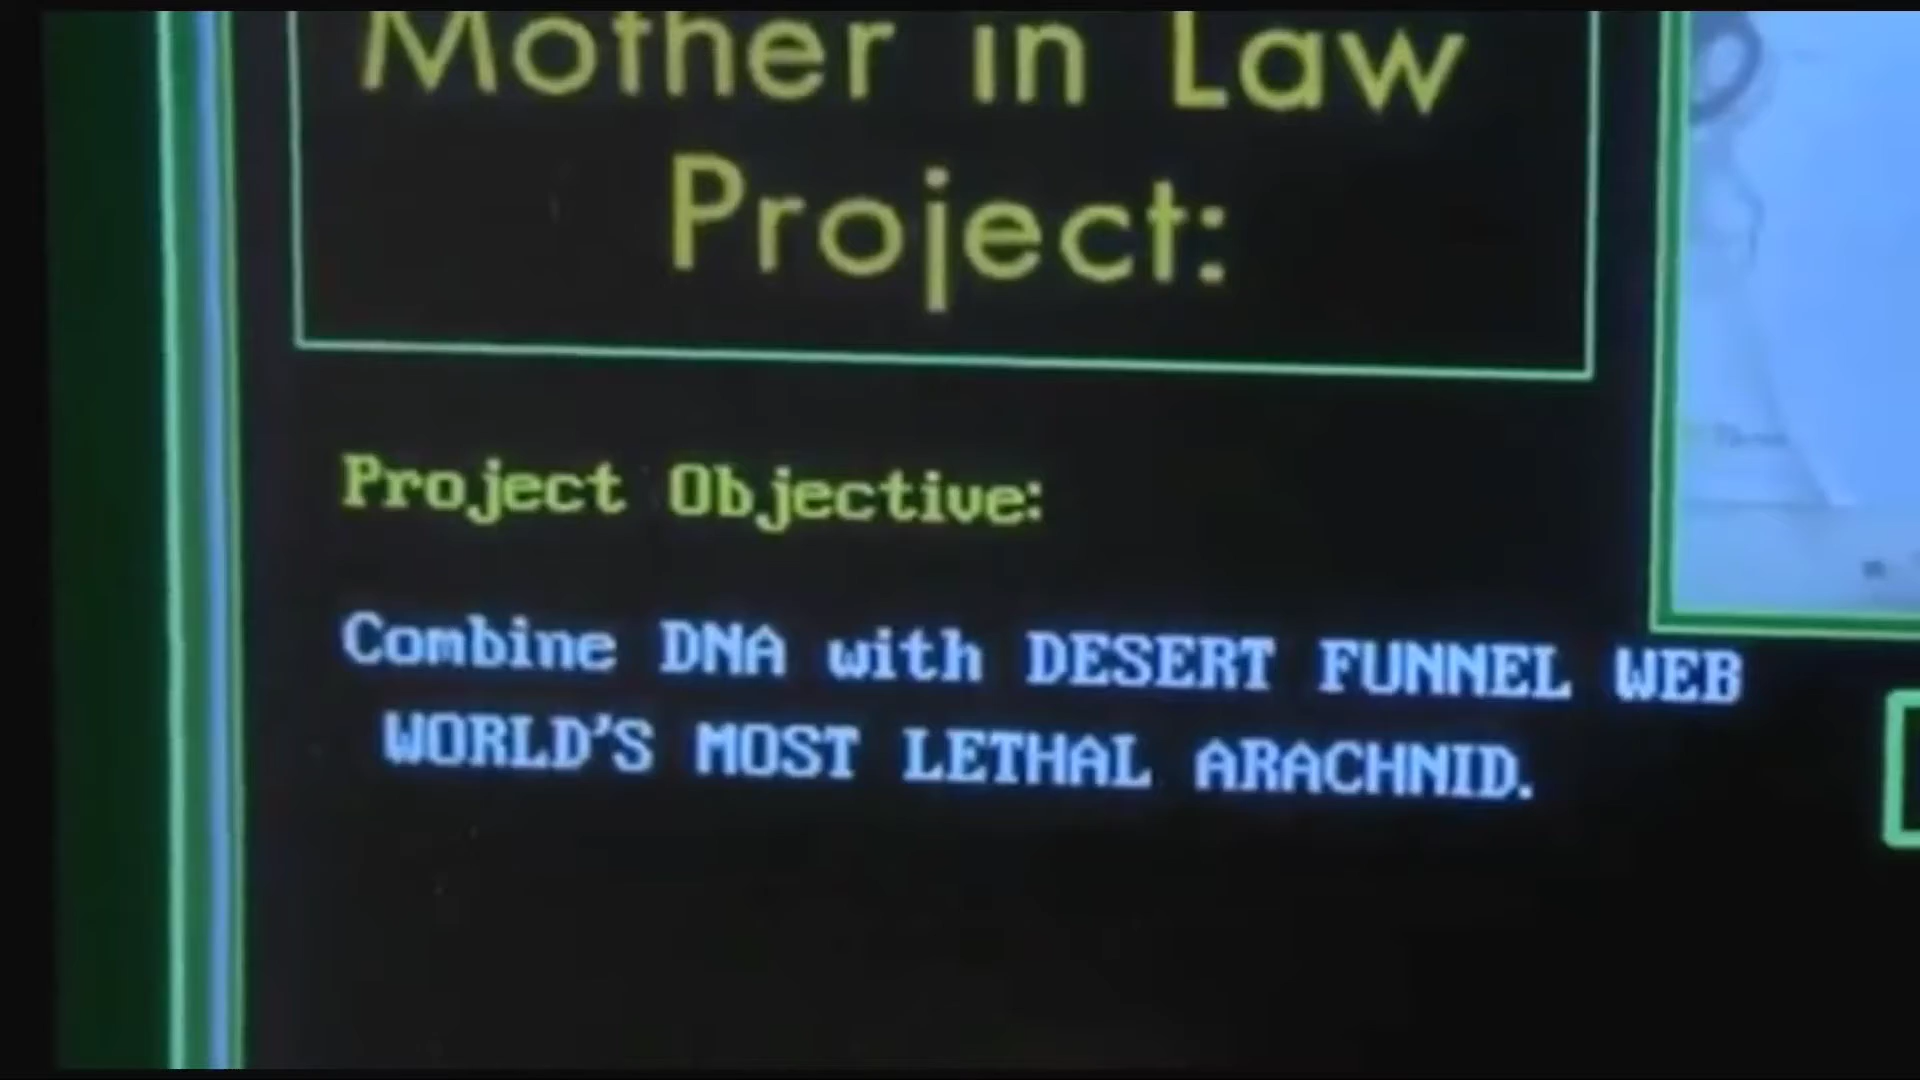 Mother in Law
Project:
Project Objective:
Combine DNA with DESERT FUNNEL WEB
WORLD'S MOST LETHAL ARACHNID.